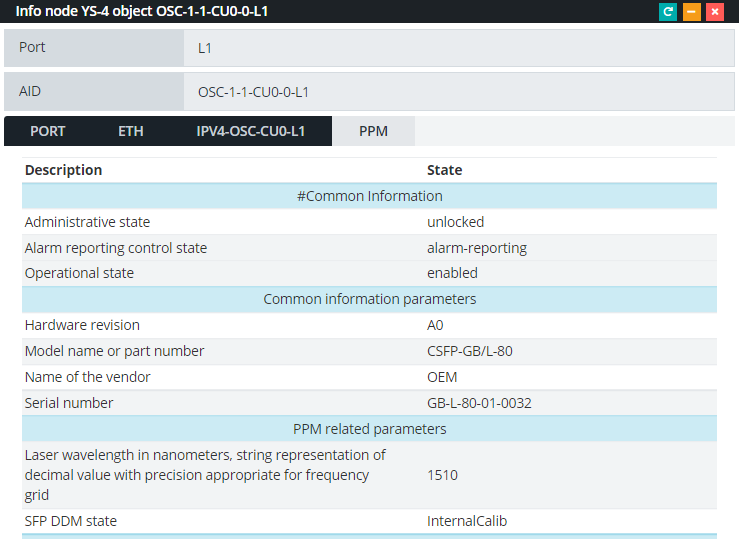 Info node YS-4 object OSC-1-1-CU0-0-L1
Port L1
AID OSC-1-1-CU0-0-L1
PORT ETH IPV4-OSC-CU0-L1 PPM
Description State
#Common Information
Administrative state unlocked
Alarm reporting control state alarm-reporting
Operational state enabled
Common information parameters
Hardware revision A0
Model name or part number CSFP-GB/L-80
Name of the vendor OEM
Serial number GB-L-80-01-0032
PPM related parameters
Laser wavelength in nanometers, string representation of
decimal value with precision appropriate for frequency 1510
grid
SFP DDM state InternalCalib